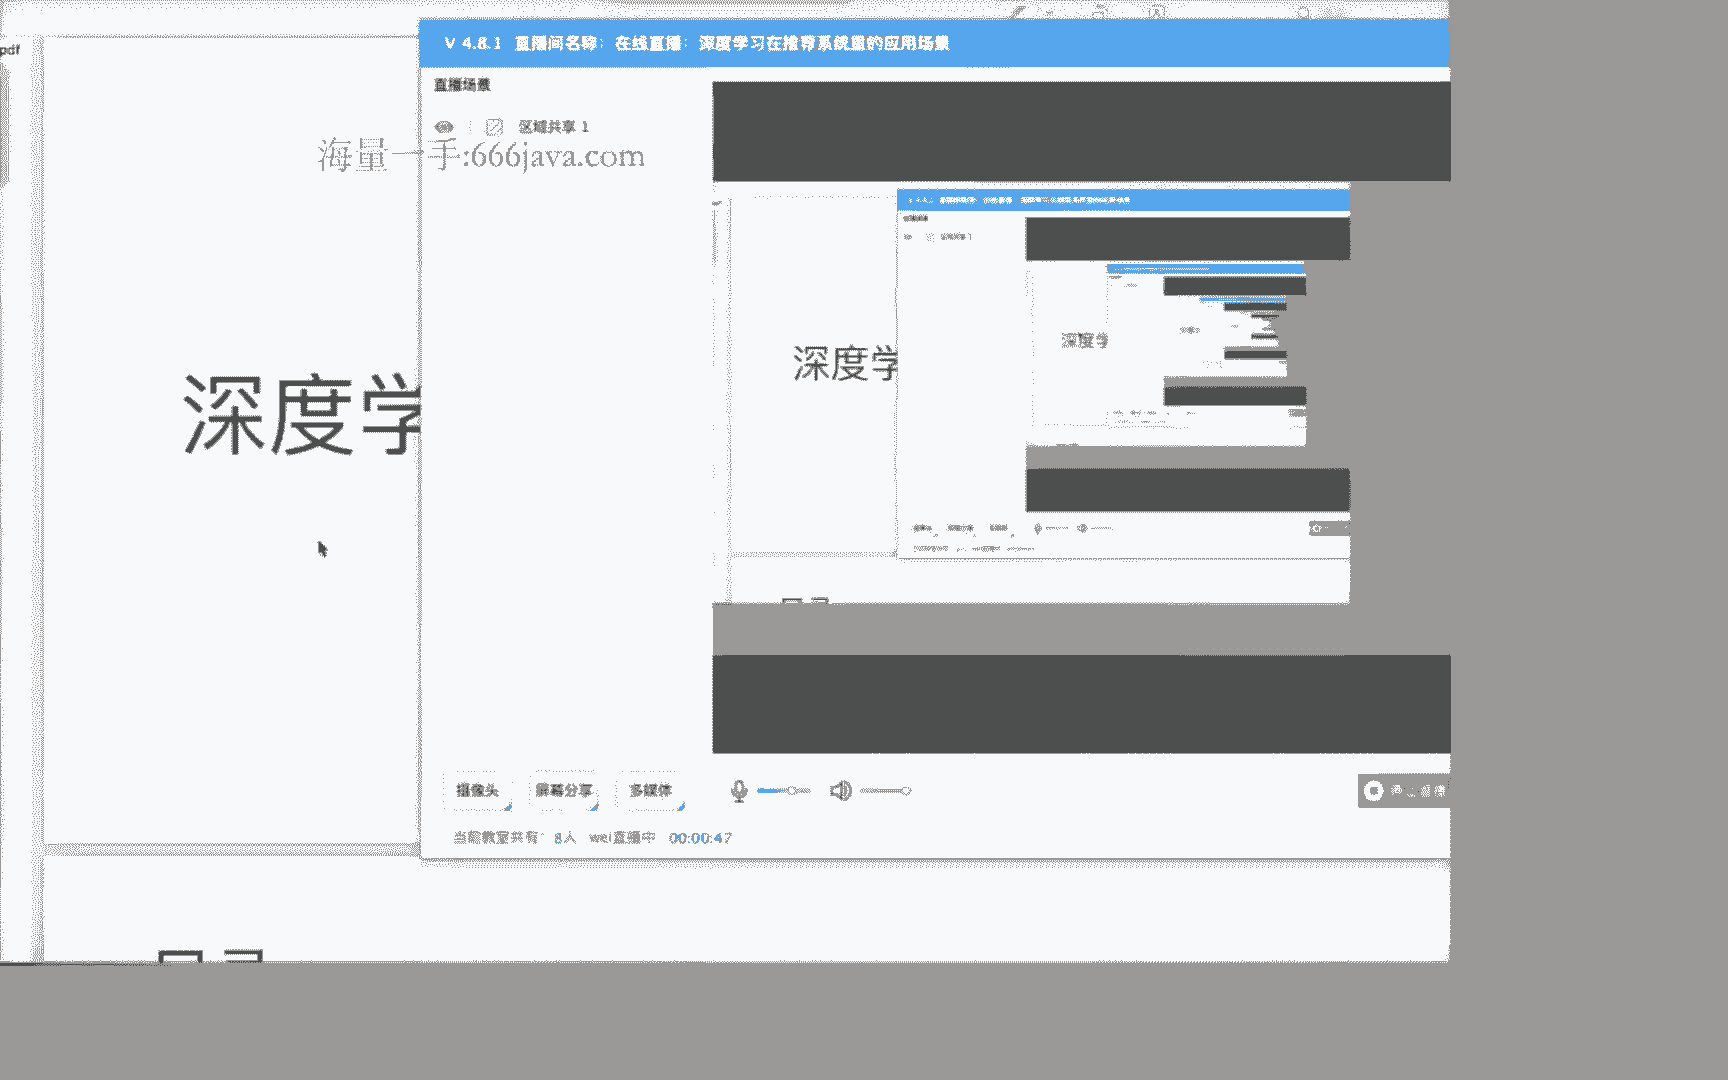 pdf
V 4.8.1 直播间名称：在线直播：深度学习在推荐系统里的应用场景
直播场景
区域共享 1
海量一手:666java.com
深度学
深度学
深度学
摄像头 屏幕分享 多媒体
当前教室共有：8人 wei直播中 00:00:47